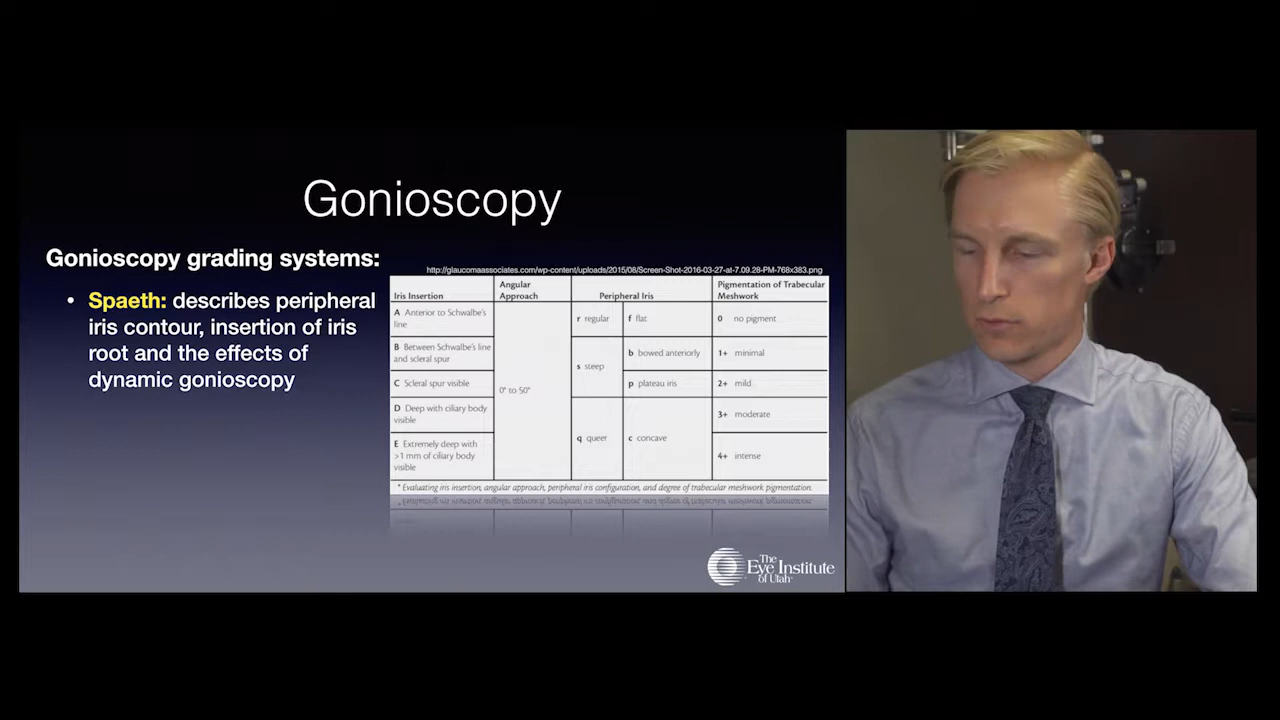 Gonioscopy
Gonioscopy grading systems:
• Spaeth: describes peripheral
iris contour, insertion of iris
root and the effects of
dynamic gonioscopy
http://glaucomaassociates.com/wp-content/uploads/2015/08/Screen-Shot-2016-03-27-at-7.09.28-PM-768x383.png
Iris Insertion
Angular
Approach
Peripheral Iris
Pigmentation of Trabecular
Meshwork
A Anterior to Schwalbe's
line
B Between Schwalbe's line
and scleral spur
C Scleral spur visible
D Deep with ciliary body
visible
E Extremely deep with
>1 mm of ciliary body
visible
0° to 50°
r regular
s steep
q queer
f flat
b bowed anteriorly
p plateau iris
c concave
0 no pigment
1+ minimal
2+ mild
3+ moderate
4+ intense
* Evaluating iris insertion, angular approach, peripheral iris configuration, and degree of trabecular meshwork pigmentation.
The
Eye Institute
of Utah